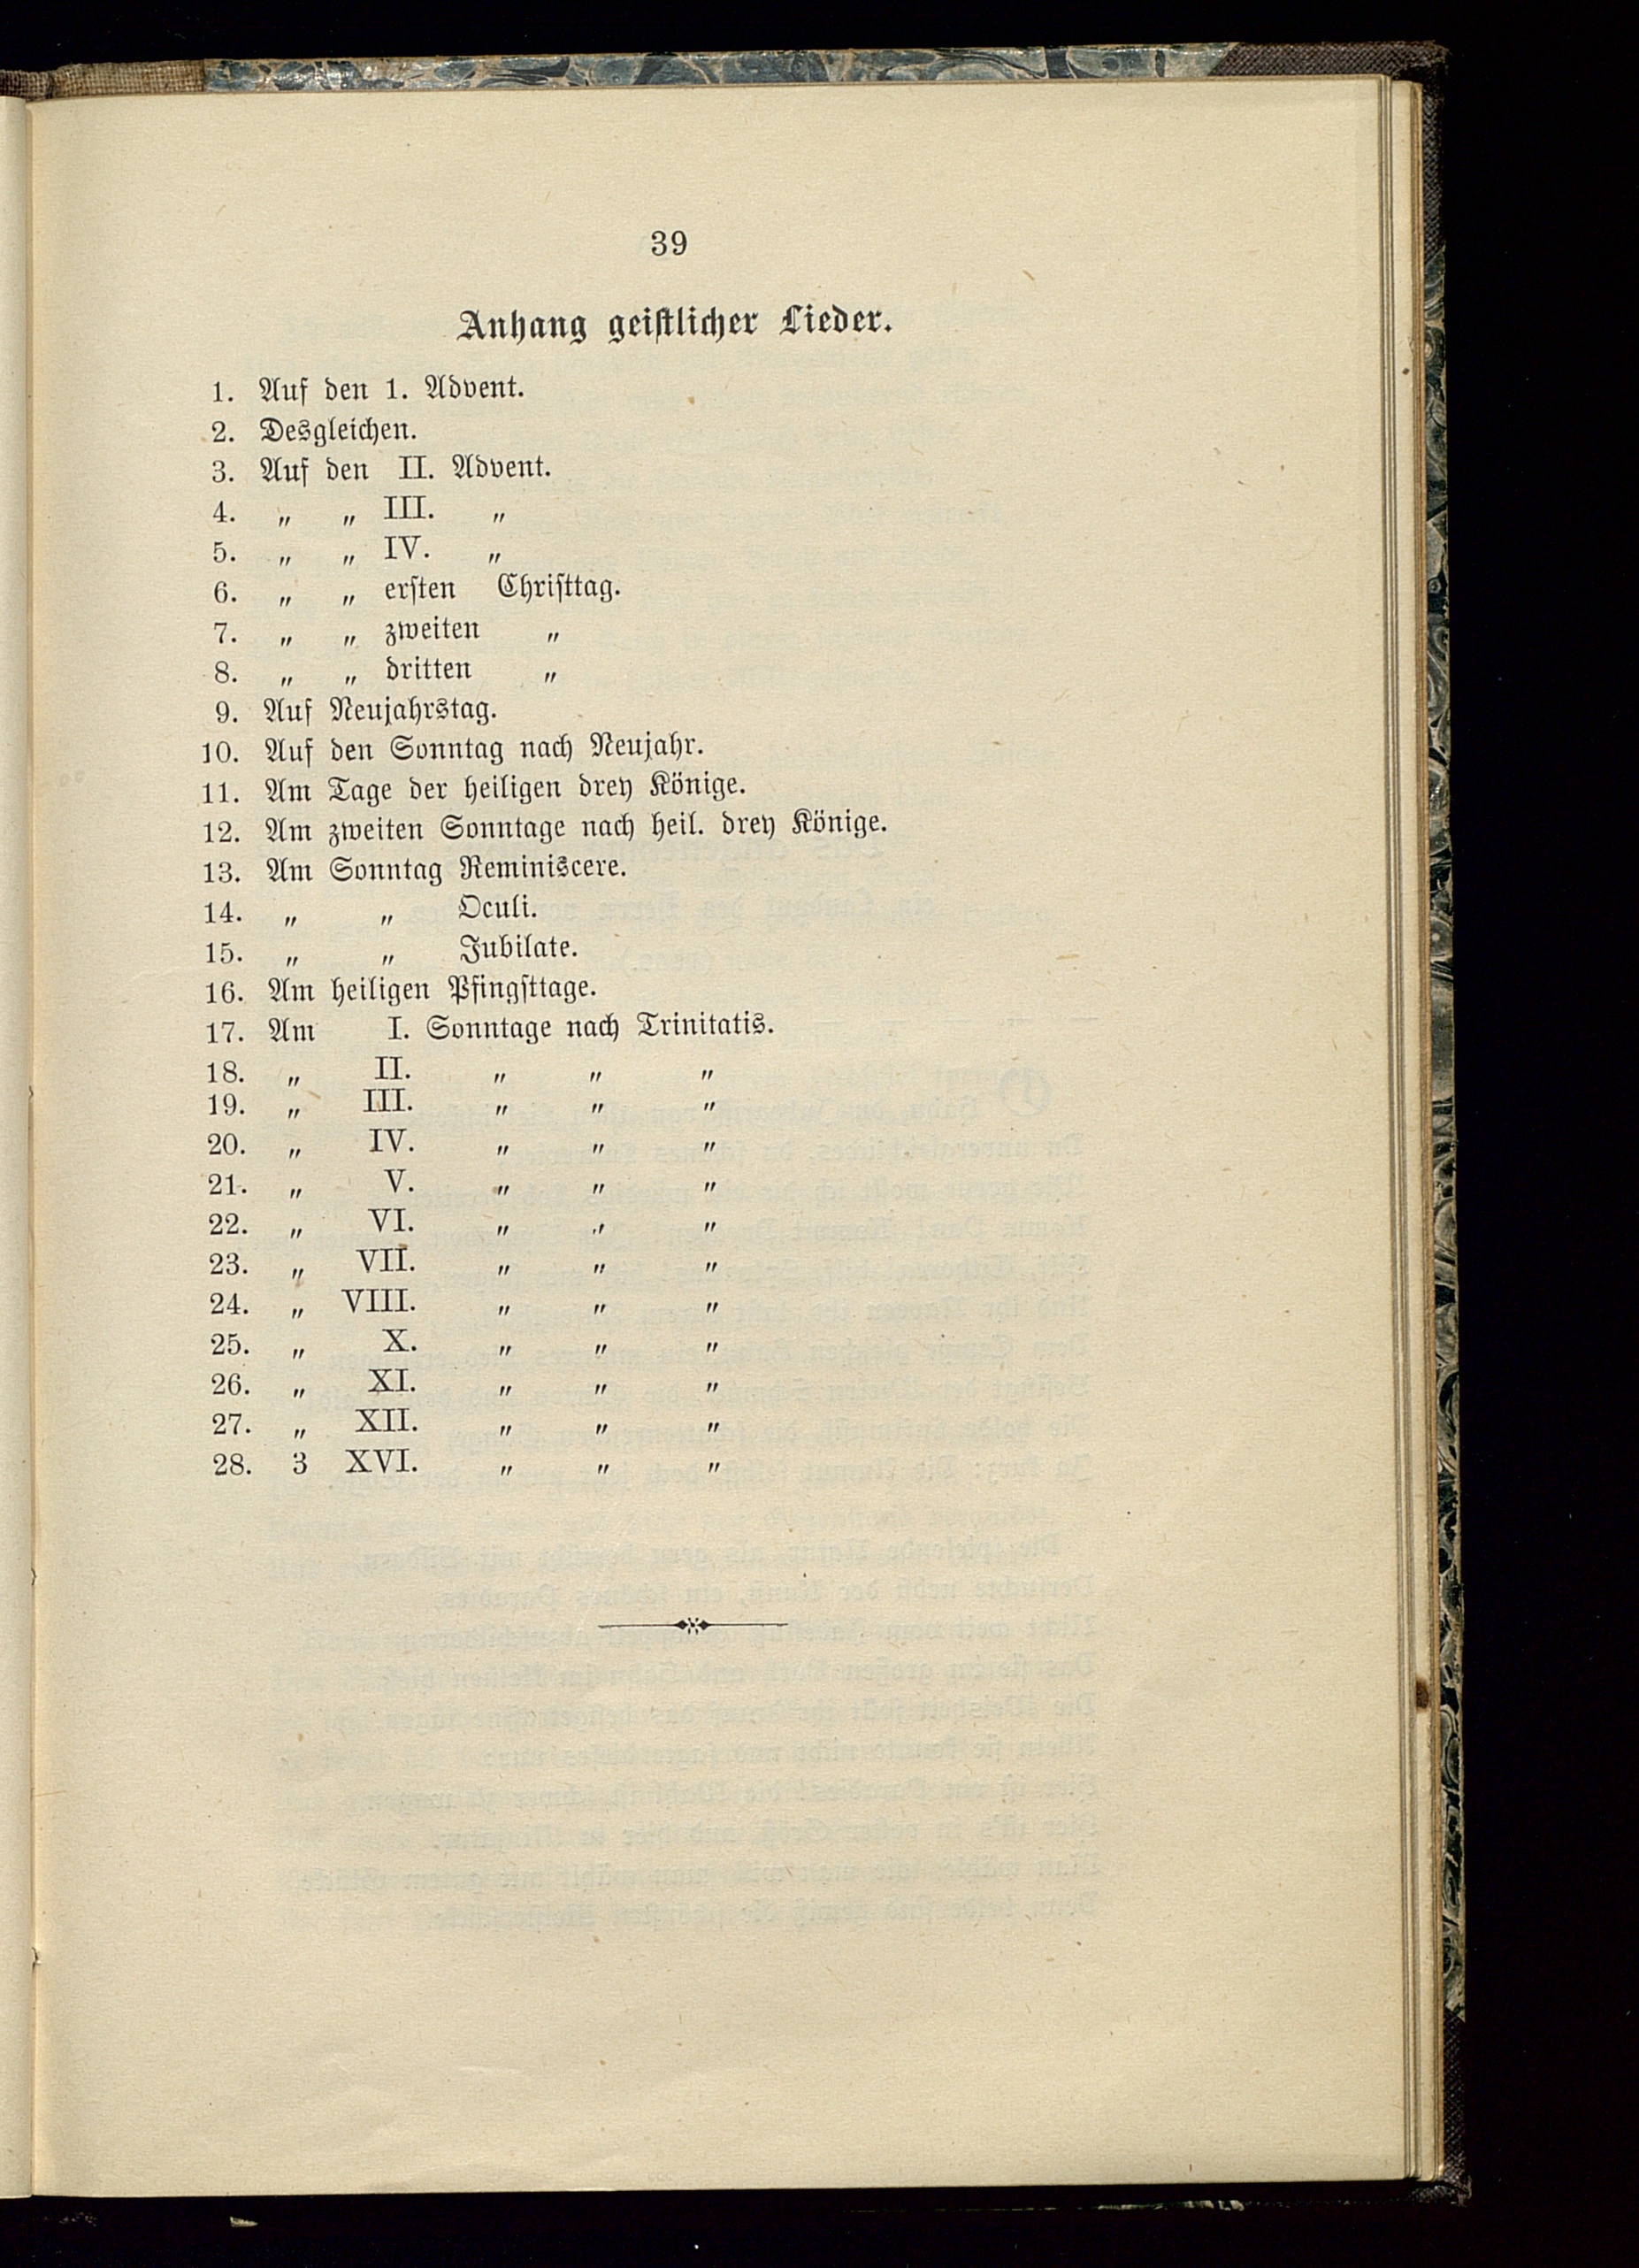 39
Anhang geistlicher Lieder.
1. Auf den 1. Advent.
2. Desgleichen.
3. Auf den II. Advent.
4. „ „ III. „
5. „ „ IV. „
6. „ „ ersten Christtag.
7. „ „ zweiten „
8. „ „ dritten „
9. Auf Neujahrstag.
10. Auf den Sonntag nach Neujahr.
11. Am Tage der heiligen drey Könige.
12. Am zweiten Sonntage nach heil. drey Könige.
13. Am Sonntag Reminiscere.
14. „ „ Oculi.
15. „ „ Jubilate.
16. Am heiligen Pfingsttage.
17. Am I. Sonntage nach Trinitatis.
18. „ II. „ „ „
19. „ III. „ „ „
20. „ IV. „ „ „
21. „ V. „ „ „
22. „ VI. „ „ „
23. „ VII. „ „ „
24. „ VIII. „ „ „
25. „ X. „ „ „
26. „ XI. „ „ „
27. „ XII. „ „ „
28. 3 XVI. „ „ „